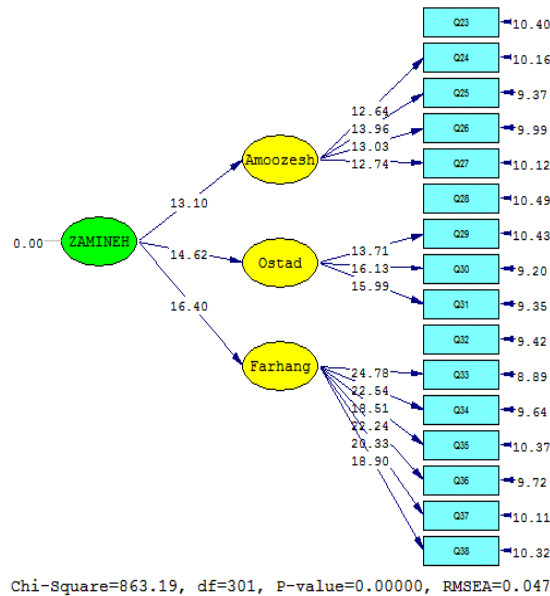 Q23 10.40
Q24 10.16
12.64 Q25 9.37
13.96 Q26 9.99
Amoozesh 13.03
12.74 Q27 10.12
13.10 Q28 10.49
13.71 Q29 10.43
0.00 ZAMINEH 14.62 Ostad 16.13 Q30 9.20
15.99 Q31 9.35
16.40 Q32 9.42
Farhang 24.78 Q33 8.89
22.54 Q34 9.64
18.51 Q35 10.37
22.24 Q36 9.72
20.33
18.90 Q37 10.11
Q38 10.32
Chi-Square=863.19, df=301, P-value=0.00000, RMSEA=0.047